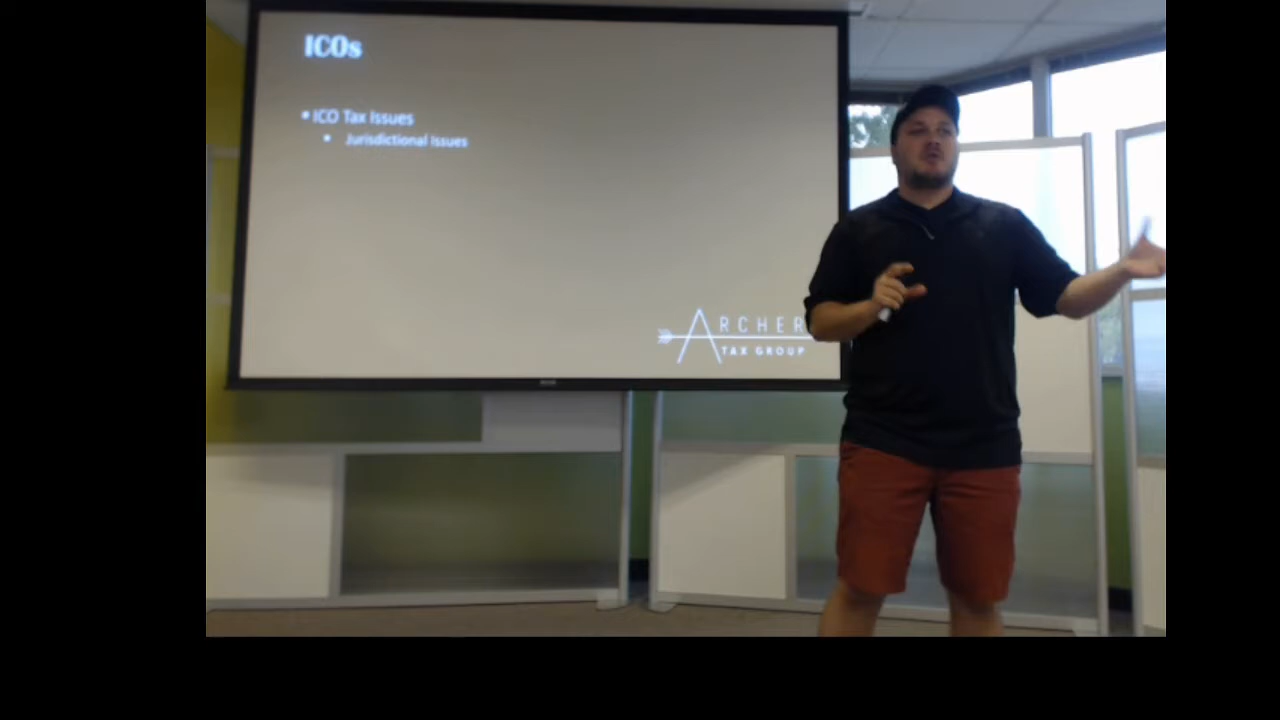 ICOs
• ICO Tax Issues
• Jurisdictional Issues
ARCHER
TAX GROUP